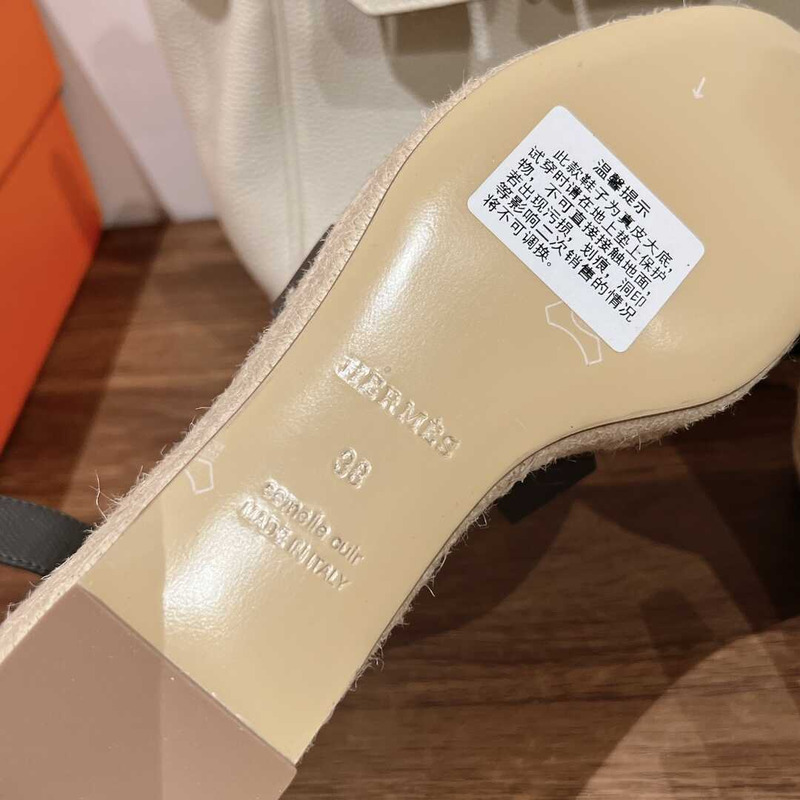 温馨提示
此款鞋子为真皮大底,
试穿时请在地上垫上保护
物，不可直接接触地面,
若出现污损，划痕，洞印
等影响二次销售的情况
将不可调换。
HERMÈS
38
semelle cuir
MADE IN ITALY